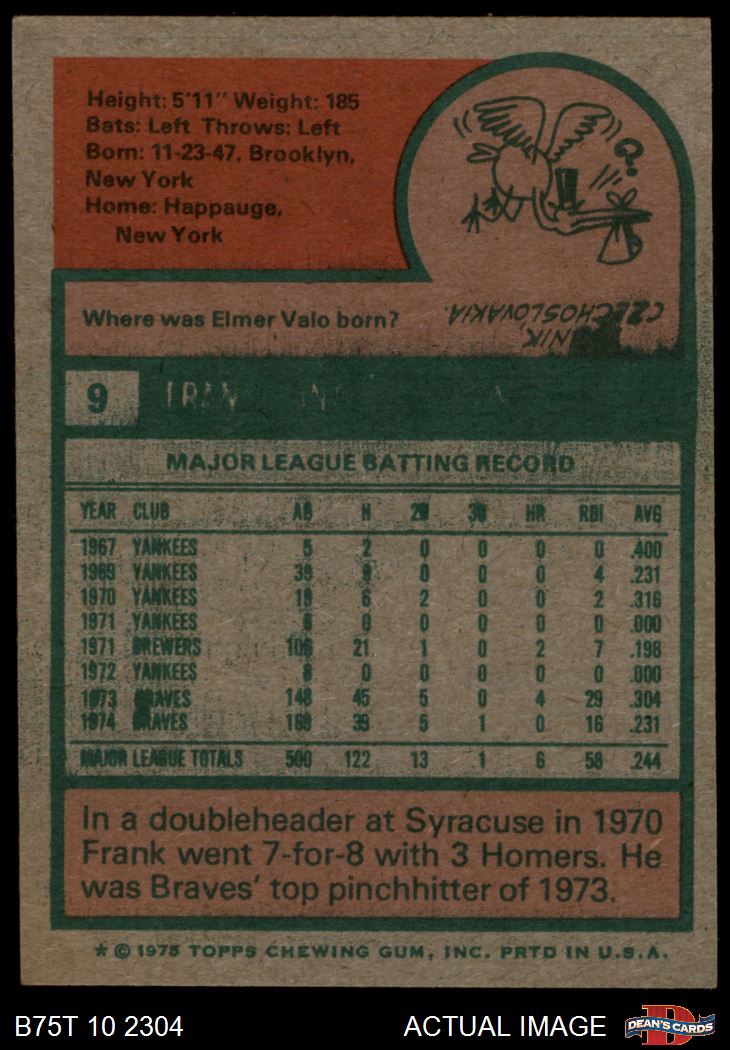 Height: 5'11" Weight: 185
Bats: Left Throws: Left
Born: 11-23-47, Brooklyn,
New York
Home: Happauge,
New York
?
Where was Elmer Valo born?
CZECHOSLOVAKIA.
9
MAJOR LEAGUE BATTING RECORD
YEAR CLUB AB H 2B 3B HR RBI AVG
1967 YANKEES 5 2 0 0 0 0 .400
1969 YANKEES 39 9 0 0 0 4 .231
1970 YANKEES 19 6 2 0 0 2 .316
1971 YANKEES 6 0 0 0 0 0 .000
1971 BREWERS 106 21 1 0 2 7 .198
1972 YANKEES 8 0 0 0 0 0 .000
1973 BRAVES 148 45 5 0 4 29 .304
1974 BRAVES 169 39 5 1 0 16 .231
MAJOR LEAGUE TOTALS 500 122 13 1 6 58 .244
In a doubleheader at Syracuse in 1970
Frank went 7-for-8 with 3 Homers. He
was Braves' top pinchhitter of 1973.
* © 1975 TOPPS CHEWING GUM, INC. PRTD IN U.S.A.
B75T 10 2304 ACTUAL IMAGE
D
DEAN'S CARDS